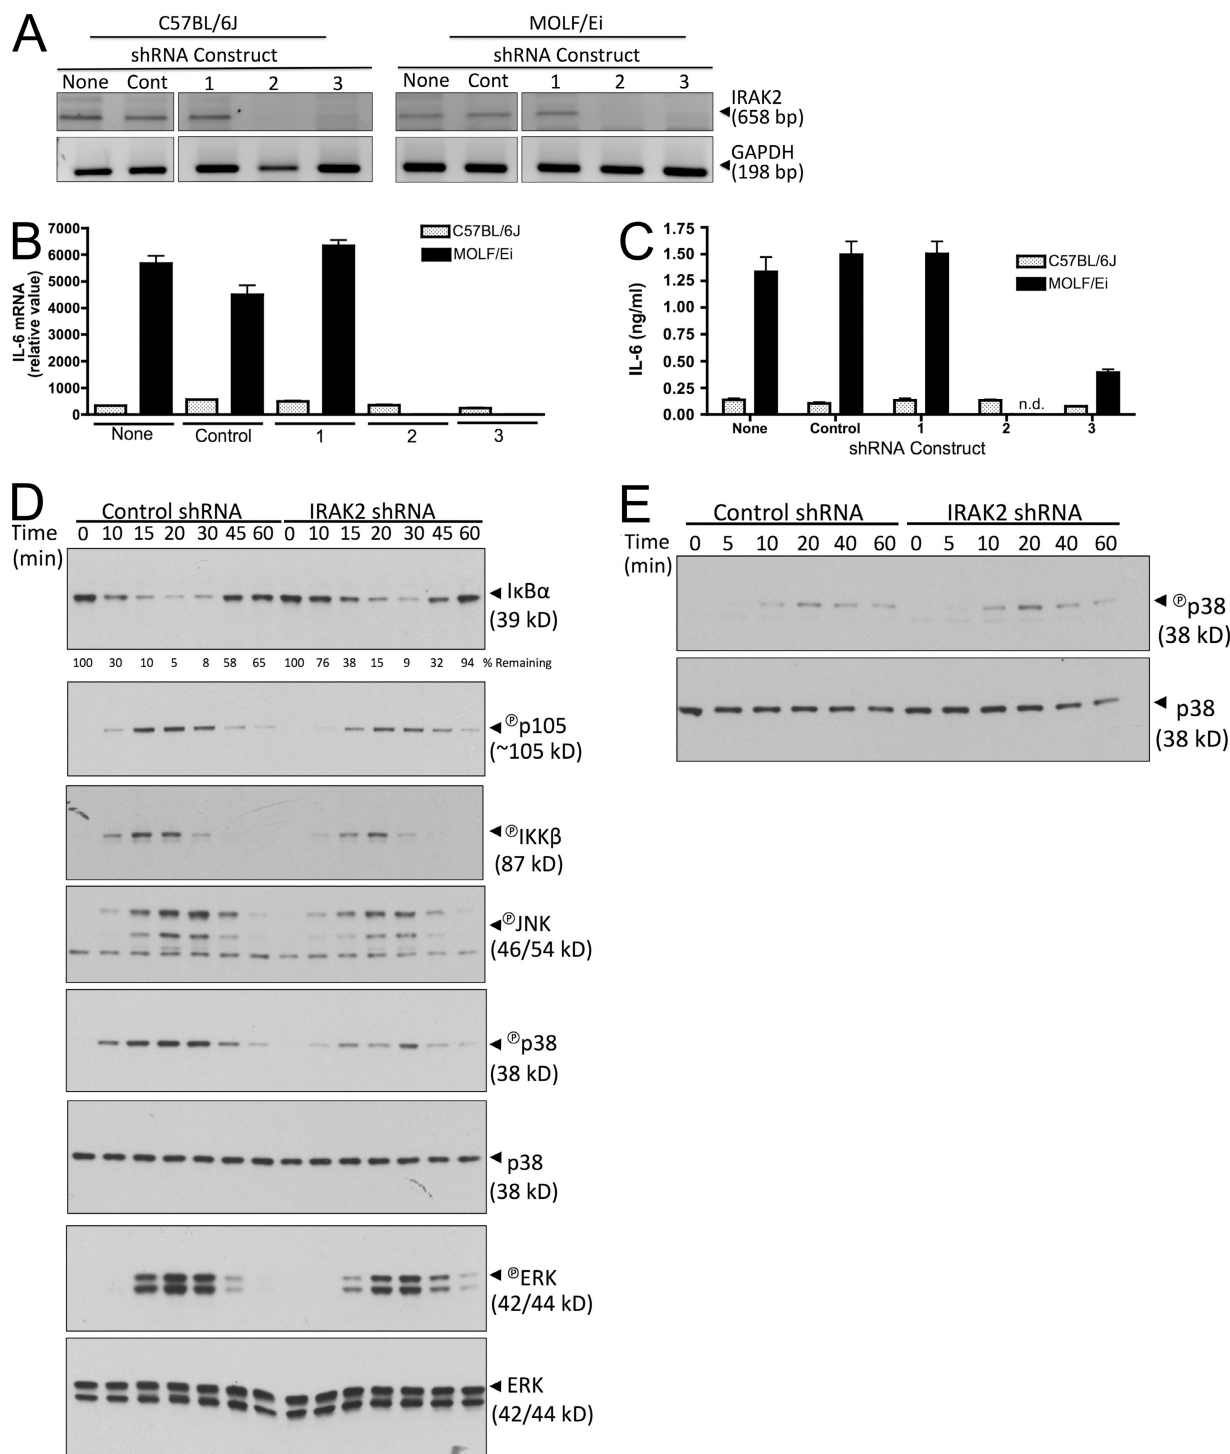 A
C57BL/6J
MOLF/Ei
shRNA Construct
shRNA Construct
None Cont 1 2 3
None Cont 1 2 3
IRAK2
(658 bp)
GAPDH
(198 bp)
B
IL-6 mRNA
(relative value)
7000
6000
5000
4000
3000
2000
1000
0
C57BL/6J
MOLF/Ei
None Control 1 2 3
C
IL-6 (ng/ml)
1.75
1.50
1.25
1.00
0.75
0.50
0.25
0.00
C57BL/6J
MOLF/Ei
n.d.
None Control 1 2 3
shRNA Construct
D
Control shRNA IRAK2 shRNA
Time
(min)
0 10 15 20 30 45 60 0 10 15 20 30 45 60
IκBα
(39 kD)
100 30 10 5 8 58 65 100 76 38 15 9 32 94 % Remaining
℗p105
(~105 kD)
℗IKKβ
(87 kD)
℗JNK
(46/54 kD)
℗p38
(38 kD)
p38
(38 kD)
℗ERK
(42/44 kD)
ERK
(42/44 kD)
E
Control shRNA IRAK2 shRNA
Time
(min)
0 5 10 20 40 60 0 5 10 20 40 60
℗p38
(38 kD)
p38
(38 kD)